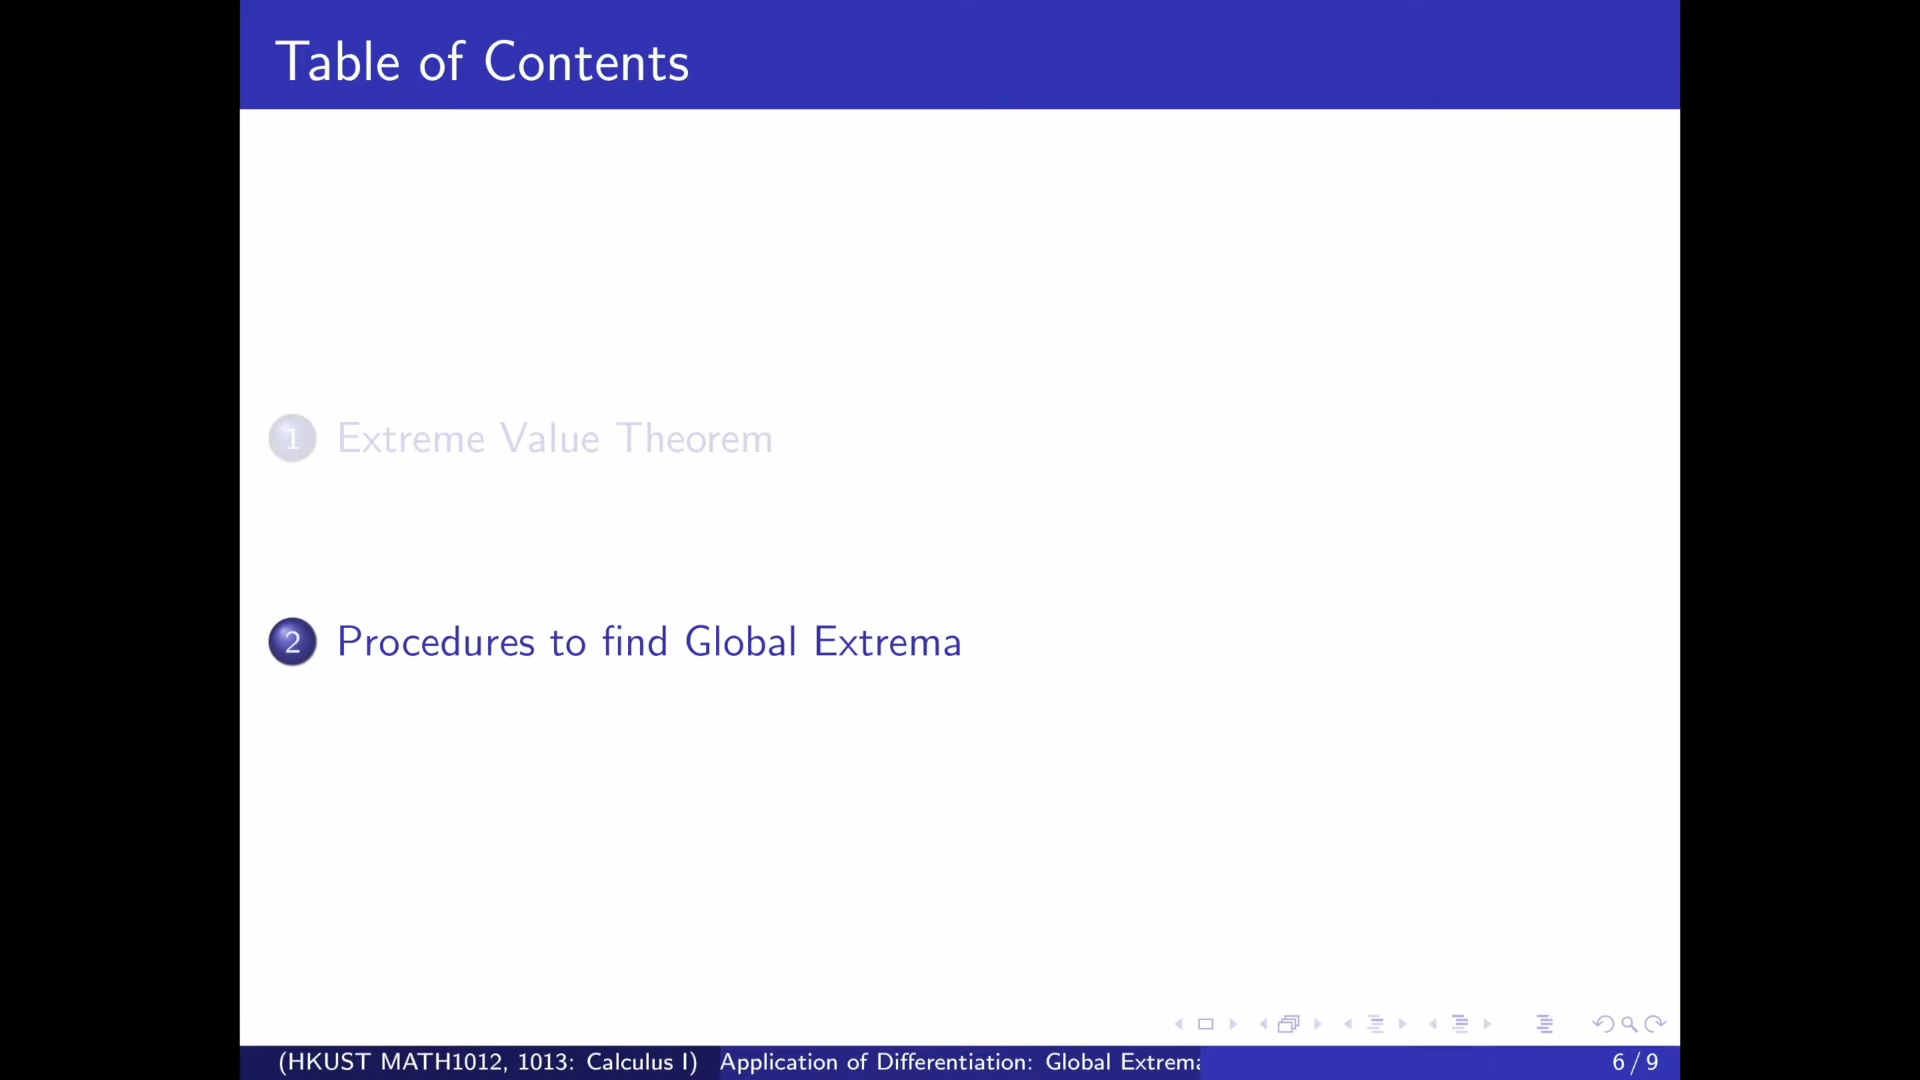 Table of Contents
1 Extreme Value Theorem
2 Procedures to find Global Extrema
(HKUST MATH1012, 1013: Calculus I) Application of Differentiation: Global Extrema 6 / 9